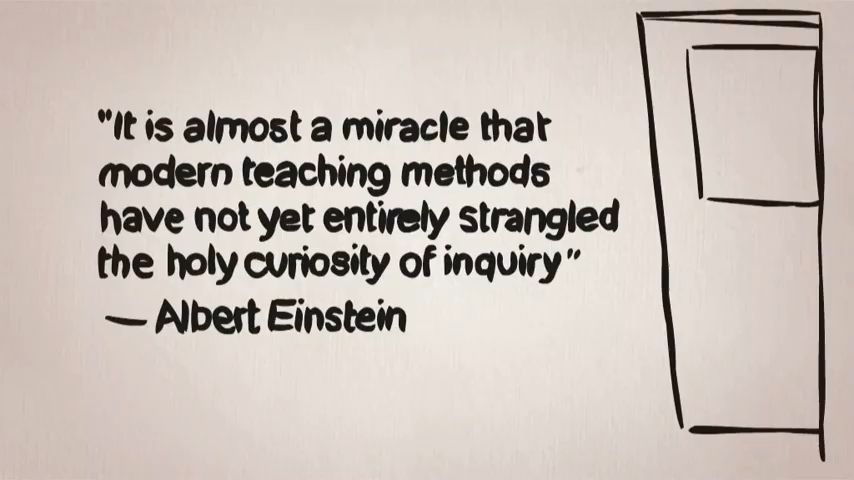 "It is almost a miracle that
modern teaching methods
have not yet entirely strangled
the holy curiosity of inquiry"
— Albert Einstein